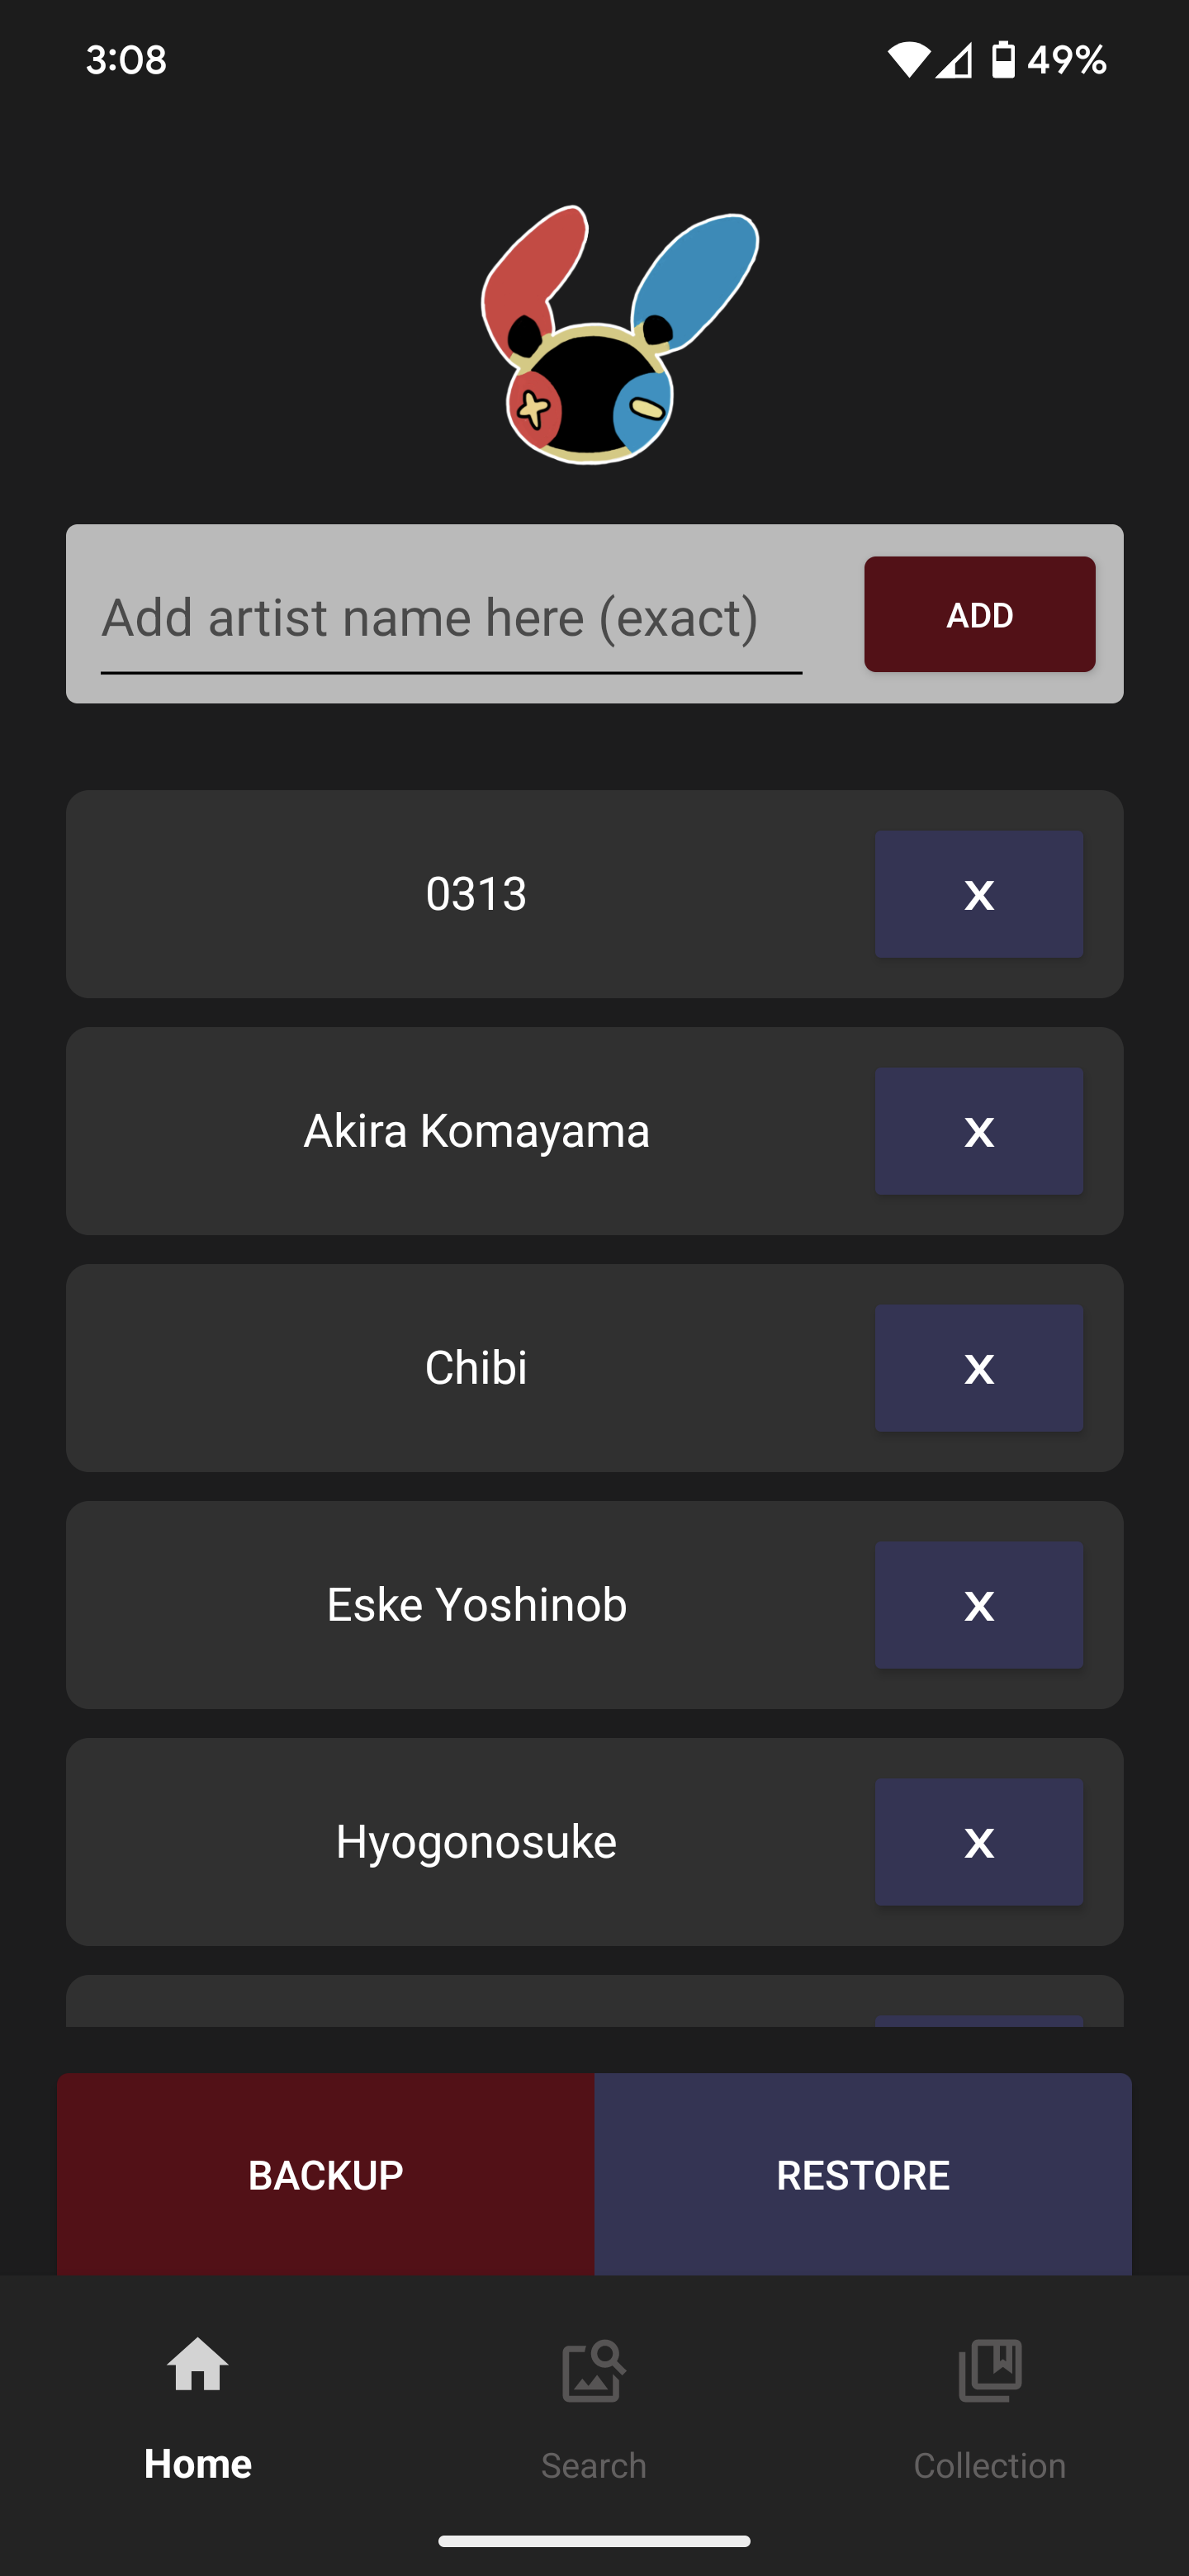 3:08
49%
Add artist name here (exact)
ADD
0313
X
Akira Komayama
X
Chibi
X
Eske Yoshinob
X
Hyogonosuke
X
BACKUP
RESTORE
Home
Search
Collection